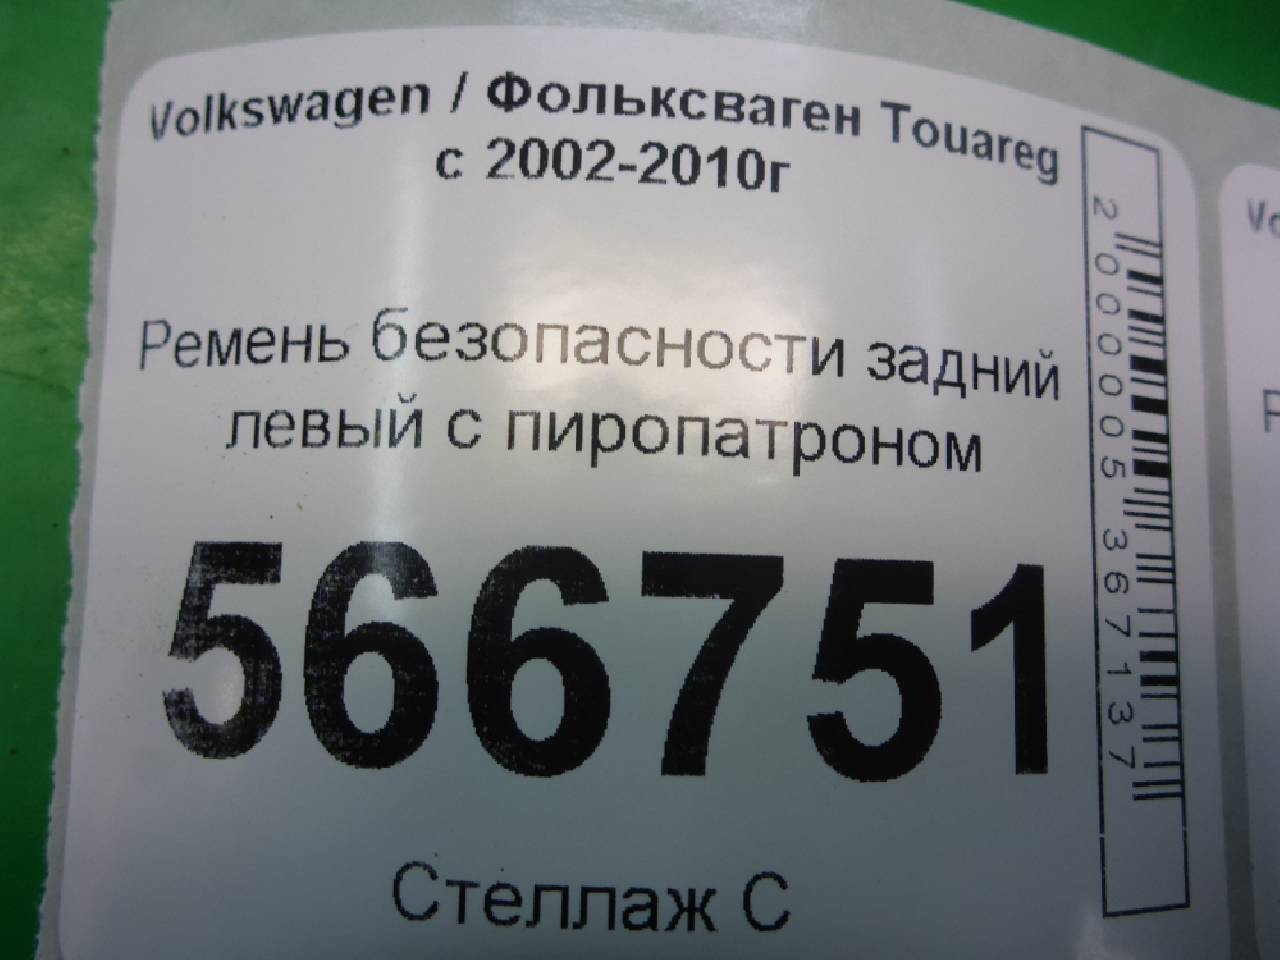 Volkswagen / Фольксваген Touareg
с 2002-2010г
Ремень безопасности задний
левый с пиропатроном
566751
Стеллаж С
2000005367137